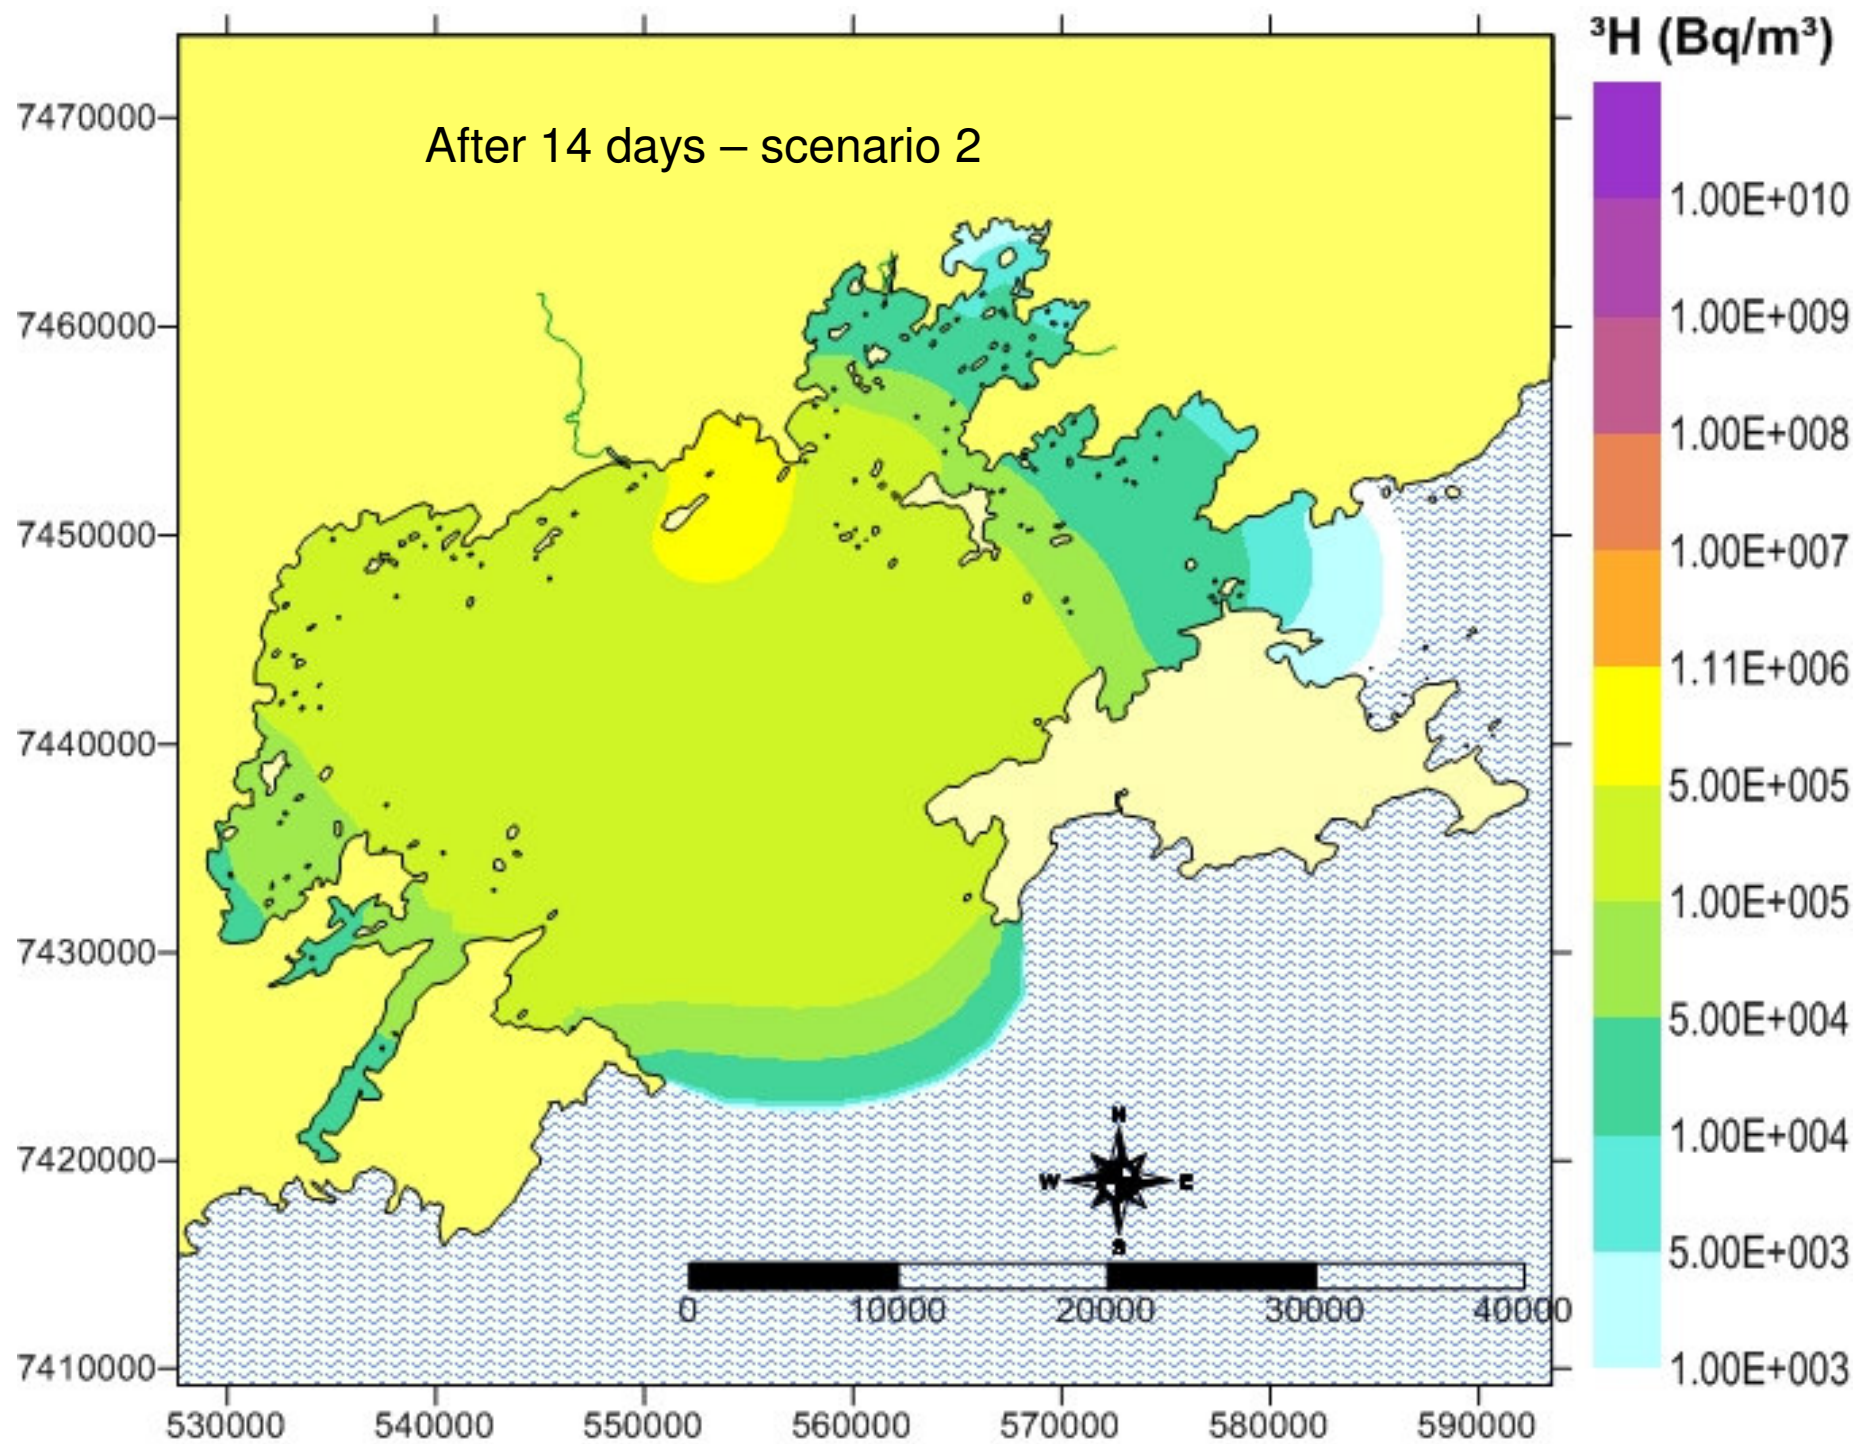 ³H (Bq/m³)
After 14 days – scenario 2
7470000
7460000
7450000
7440000
7430000
7420000
7410000
530000 540000 550000 560000 570000 580000 590000
N
W E
S
0 10000 20000 30000 40000
1.00E+010
1.00E+009
1.00E+008
1.00E+007
1.11E+006
5.00E+005
1.00E+005
5.00E+004
1.00E+004
5.00E+003
1.00E+003